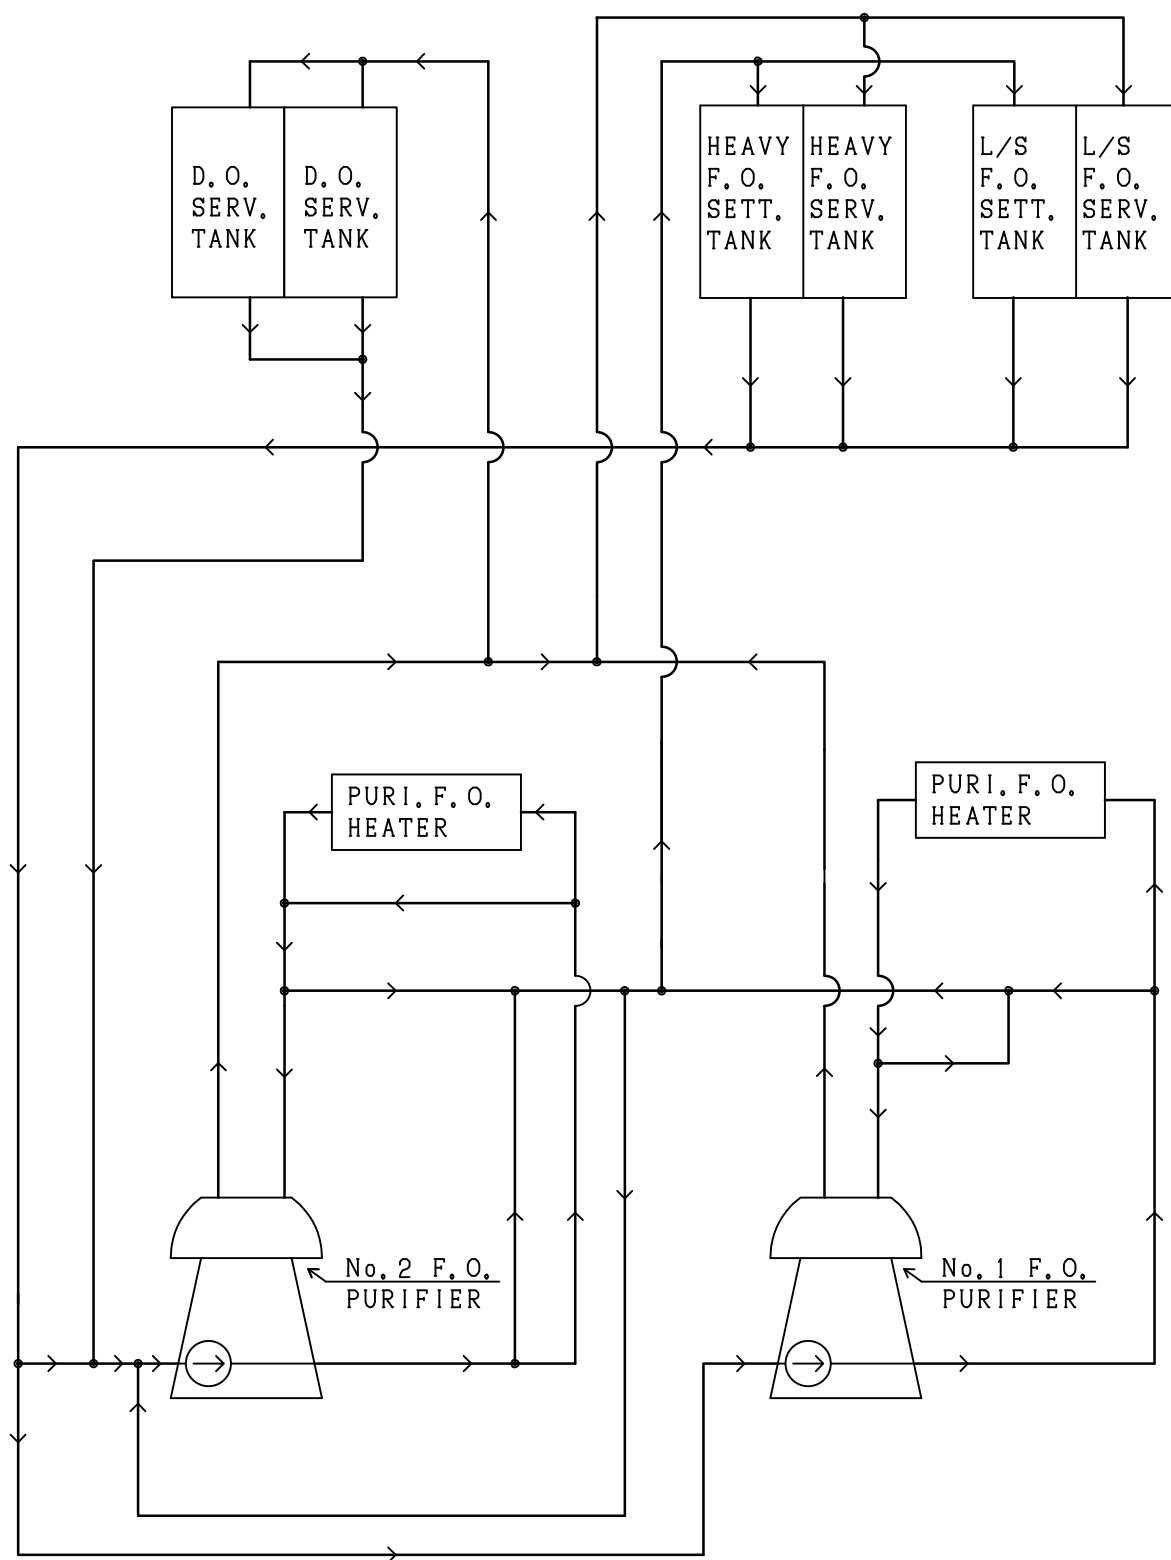 D.O.
SERV.
TANK
D.O.
SERV.
TANK
HEAVY
F.O.
SETT.
TANK
HEAVY
F.O.
SERV.
TANK
L/S
F.O.
SETT.
TANK
L/S
F.O.
SERV.
TANK
PURI.F.O.
HEATER
PURI.F.O.
HEATER
No.2 F.O.
PURIFIER
No.1 F.O.
PURIFIER